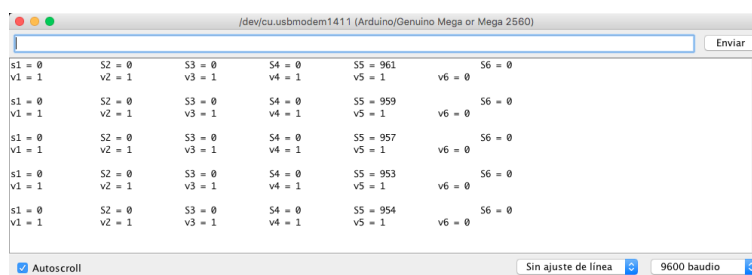 /dev/cu.usbmodem1411 (Arduino/Genuino Mega or Mega 2560)
Enviar
s1 = 0 S2 = 0 S3 = 0 S4 = 0 S5 = 961 S6 = 0
v1 = 1 v2 = 1 v3 = 1 v4 = 1 v5 = 1 v6 = 0
s1 = 0 S2 = 0 S3 = 0 S4 = 0 S5 = 959 S6 = 0
v1 = 1 v2 = 1 v3 = 1 v4 = 1 v5 = 1 v6 = 0
s1 = 0 S2 = 0 S3 = 0 S4 = 0 S5 = 957 S6 = 0
v1 = 1 v2 = 1 v3 = 1 v4 = 1 v5 = 1 v6 = 0
s1 = 0 S2 = 0 S3 = 0 S4 = 0 S5 = 953 S6 = 0
v1 = 1 v2 = 1 v3 = 1 v4 = 1 v5 = 1 v6 = 0
s1 = 0 S2 = 0 S3 = 0 S4 = 0 S5 = 954 S6 = 0
v1 = 1 v2 = 1 v3 = 1 v4 = 1 v5 = 1 v6 = 0
Autoscroll Sin ajuste de línea 9600 baudio